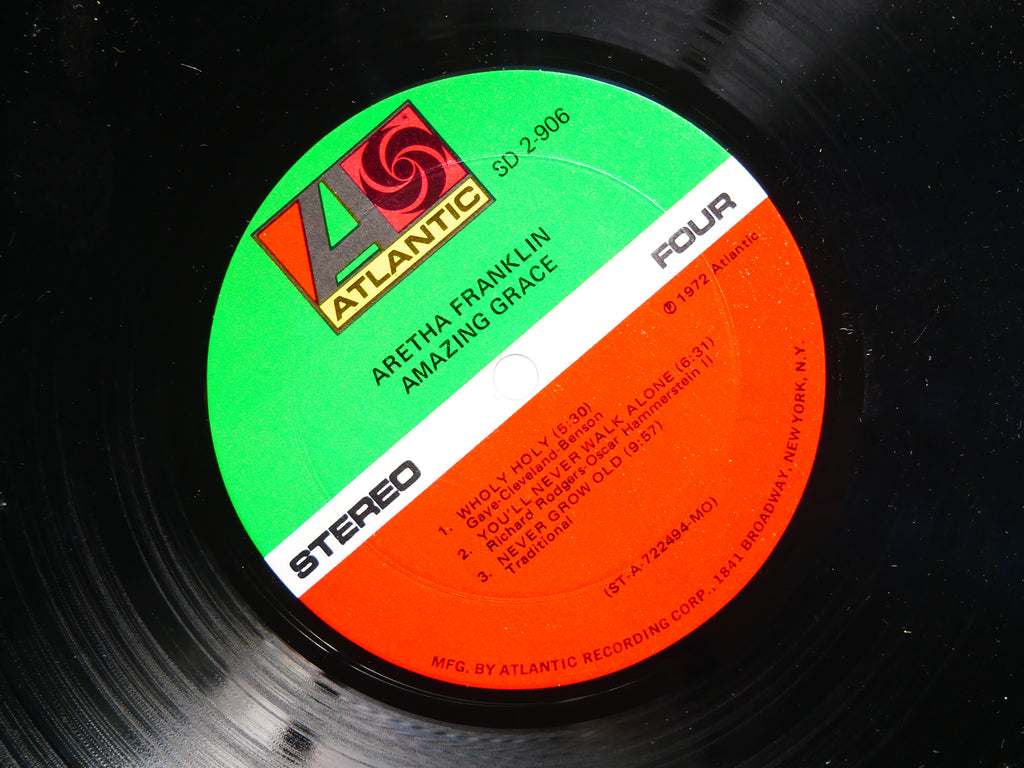 ATLANTIC
SD 2-906
ARETHA FRANKLIN
AMAZING GRACE
STEREO
FOUR
℗ 1972 Atlantic
1. WHOLY HOLY (5:30)
Gaye-Cleveland-Benson
2. YOU'LL NEVER WALK ALONE (6:31)
Richard Rodgers-Oscar Hammerstein II
3. NEVER GROW OLD (9:57)
Traditional
(ST-A-722494-MO)
MFG. BY ATLANTIC RECORDING CORP., 1841 BROADWAY, NEW YORK, N.Y.